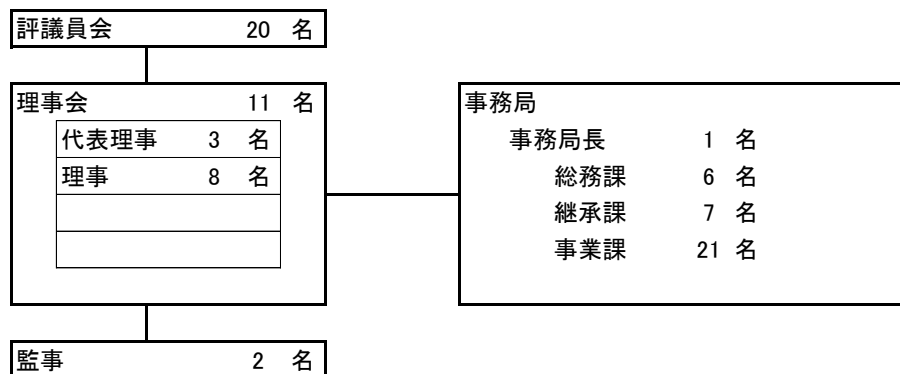 評議員会 20 名
理事会 11 名
代表理事 3 名
理事 8 名
監事 2 名
事務局
事務局長 1 名
総務課 6 名
継承課 7 名
事業課 21 名